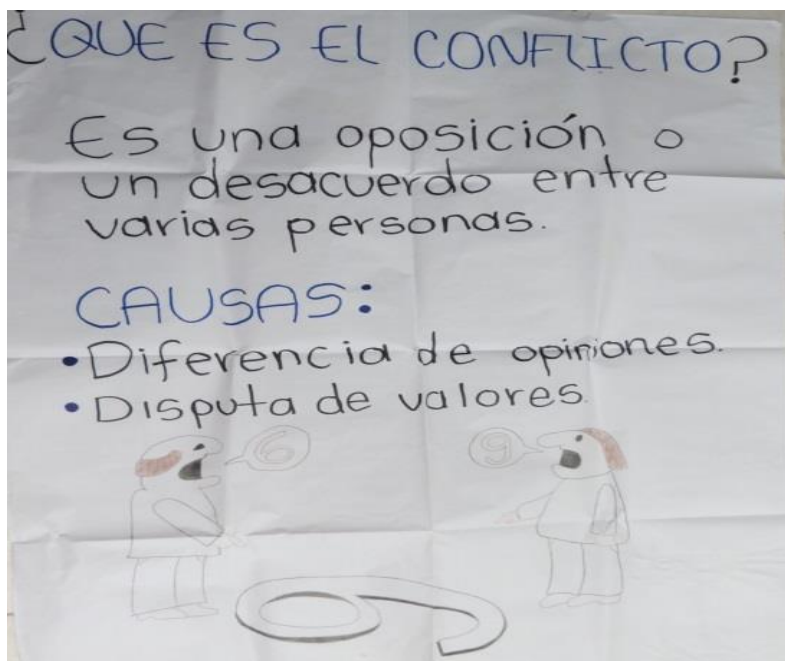 ¿QUE ES EL CONFLICTO?
Es una oposición o
un desacuerdo entre
varias personas.
CAUSAS:
•Diferencia de opiniones.
•Disputa de valores.
6
9